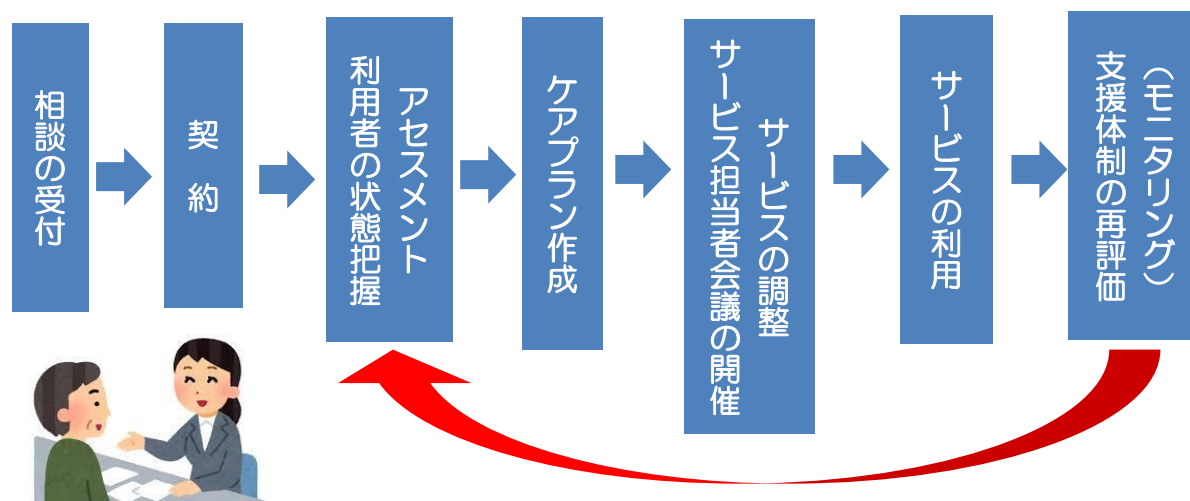 相談の受付
契約
アセスメント
利用者の状態把握
ケアプラン作成
サービスの調整
サービス担当者会議の開催
サービスの利用
(モニタリング)
支援体制の再評価